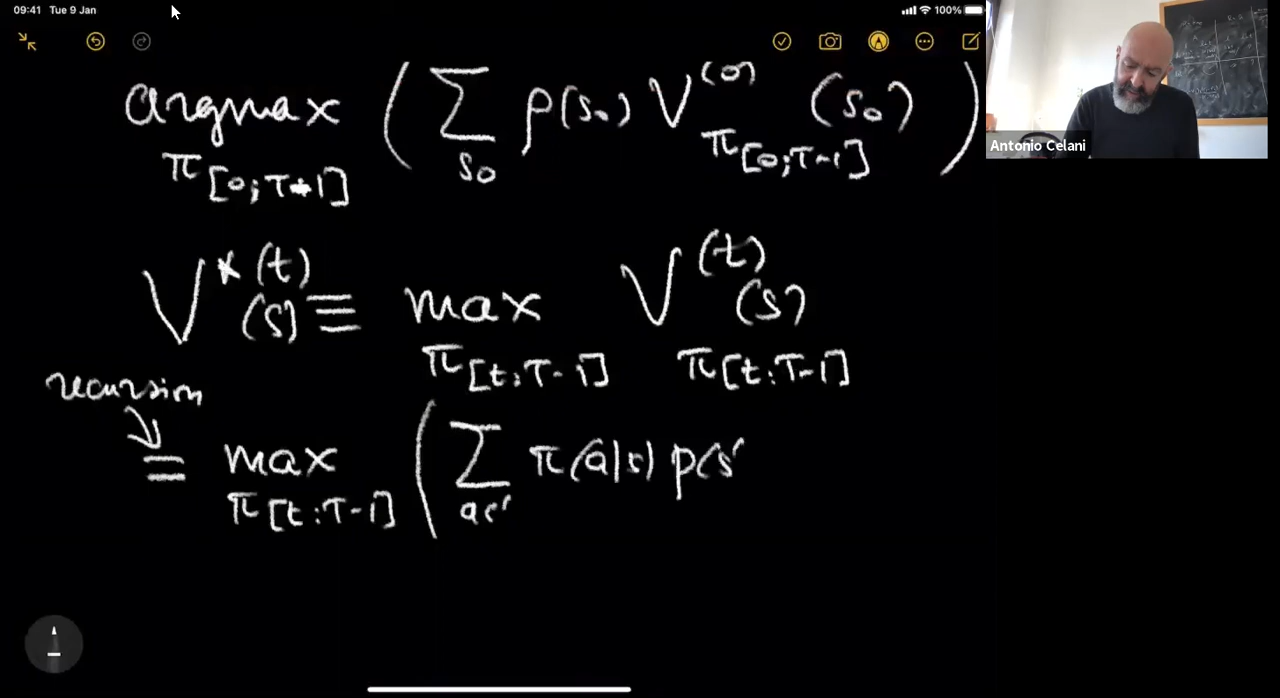 09:41 Tue 9 Jan 100%
argmax π[0;T-1] ( Σ s₀ ρ(s₀) V^(0) π[0;T-1] (s₀) )
Antonio Celani
V*(t) (s) ≡ max π[t:T-1] V^(t) π[t:T-1] (s)
recursion
= max π[t:T-1] ( Σ as' π(a|s) p(s'